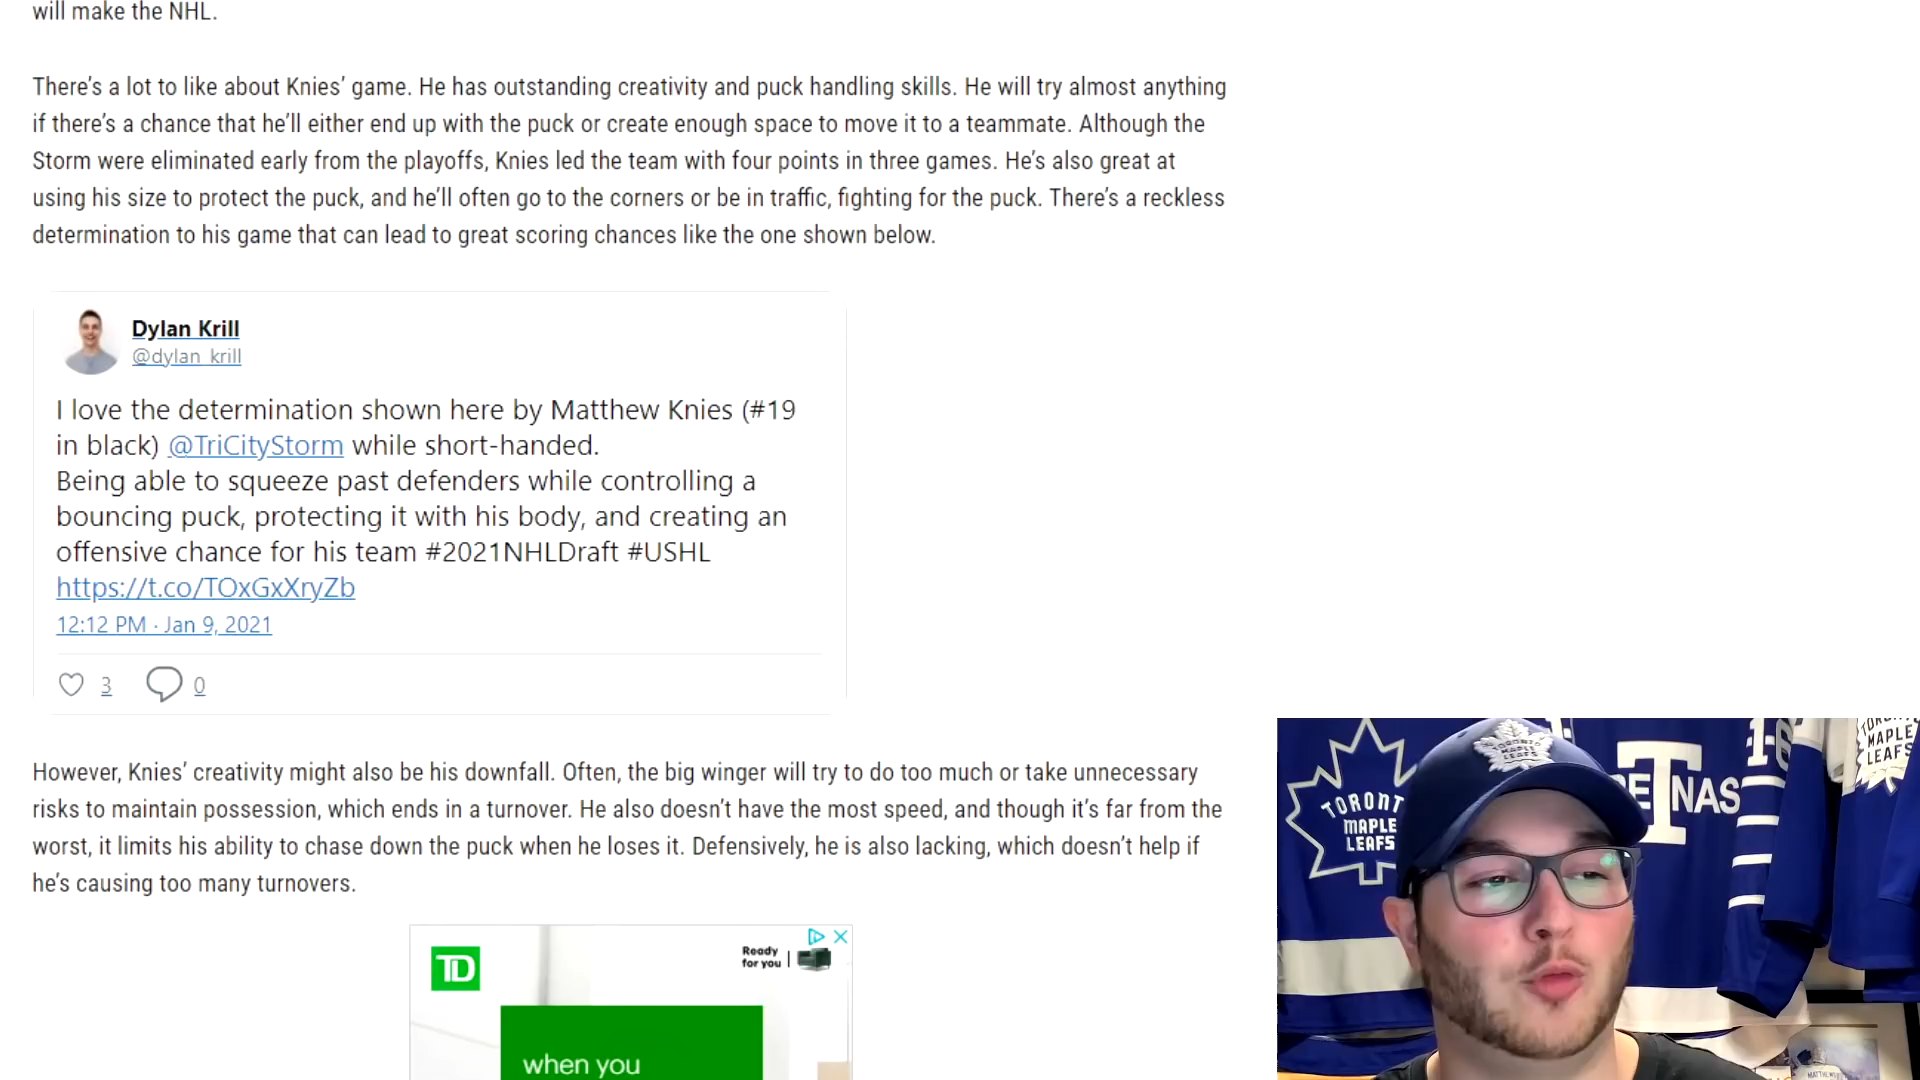 will make the NHL.
There’s a lot to like about Knies’ game. He has outstanding creativity and puck handling skills. He will try almost anything
if there’s a chance that he’ll either end up with the puck or create enough space to move it to a teammate. Although the
Storm were eliminated early from the playoffs, Knies led the team with four points in three games. He’s also great at
using his size to protect the puck, and he’ll often go to the corners or be in traffic, fighting for the puck. There’s a reckless
determination to his game that can lead to great scoring chances like the one shown below.
Dylan Krill
@dylan_krill
I love the determination shown here by Matthew Knies (#19
in black) @TriCityStorm while short-handed.
Being able to squeeze past defenders while controlling a
bouncing puck, protecting it with his body, and creating an
offensive chance for his team #2021NHLDraft #USHL
https://t.co/TOxGxXryZb
12:12 PM · Jan 9, 2021
3 0
However, Knies’ creativity might also be his downfall. Often, the big winger will try to do too much or take unnecessary
risks to maintain possession, which ends in a turnover. He also doesn’t have the most speed, and though it’s far from the
worst, it limits his ability to chase down the puck when he loses it. Defensively, he is also lacking, which doesn’t help if
he’s causing too many turnovers.
TD
Ready
for you
when you
TORONTO
MAPLE
LEAFS
TORONT
MAPLE
LEAFS
T
NAS
16
MAPLE
LEAFS